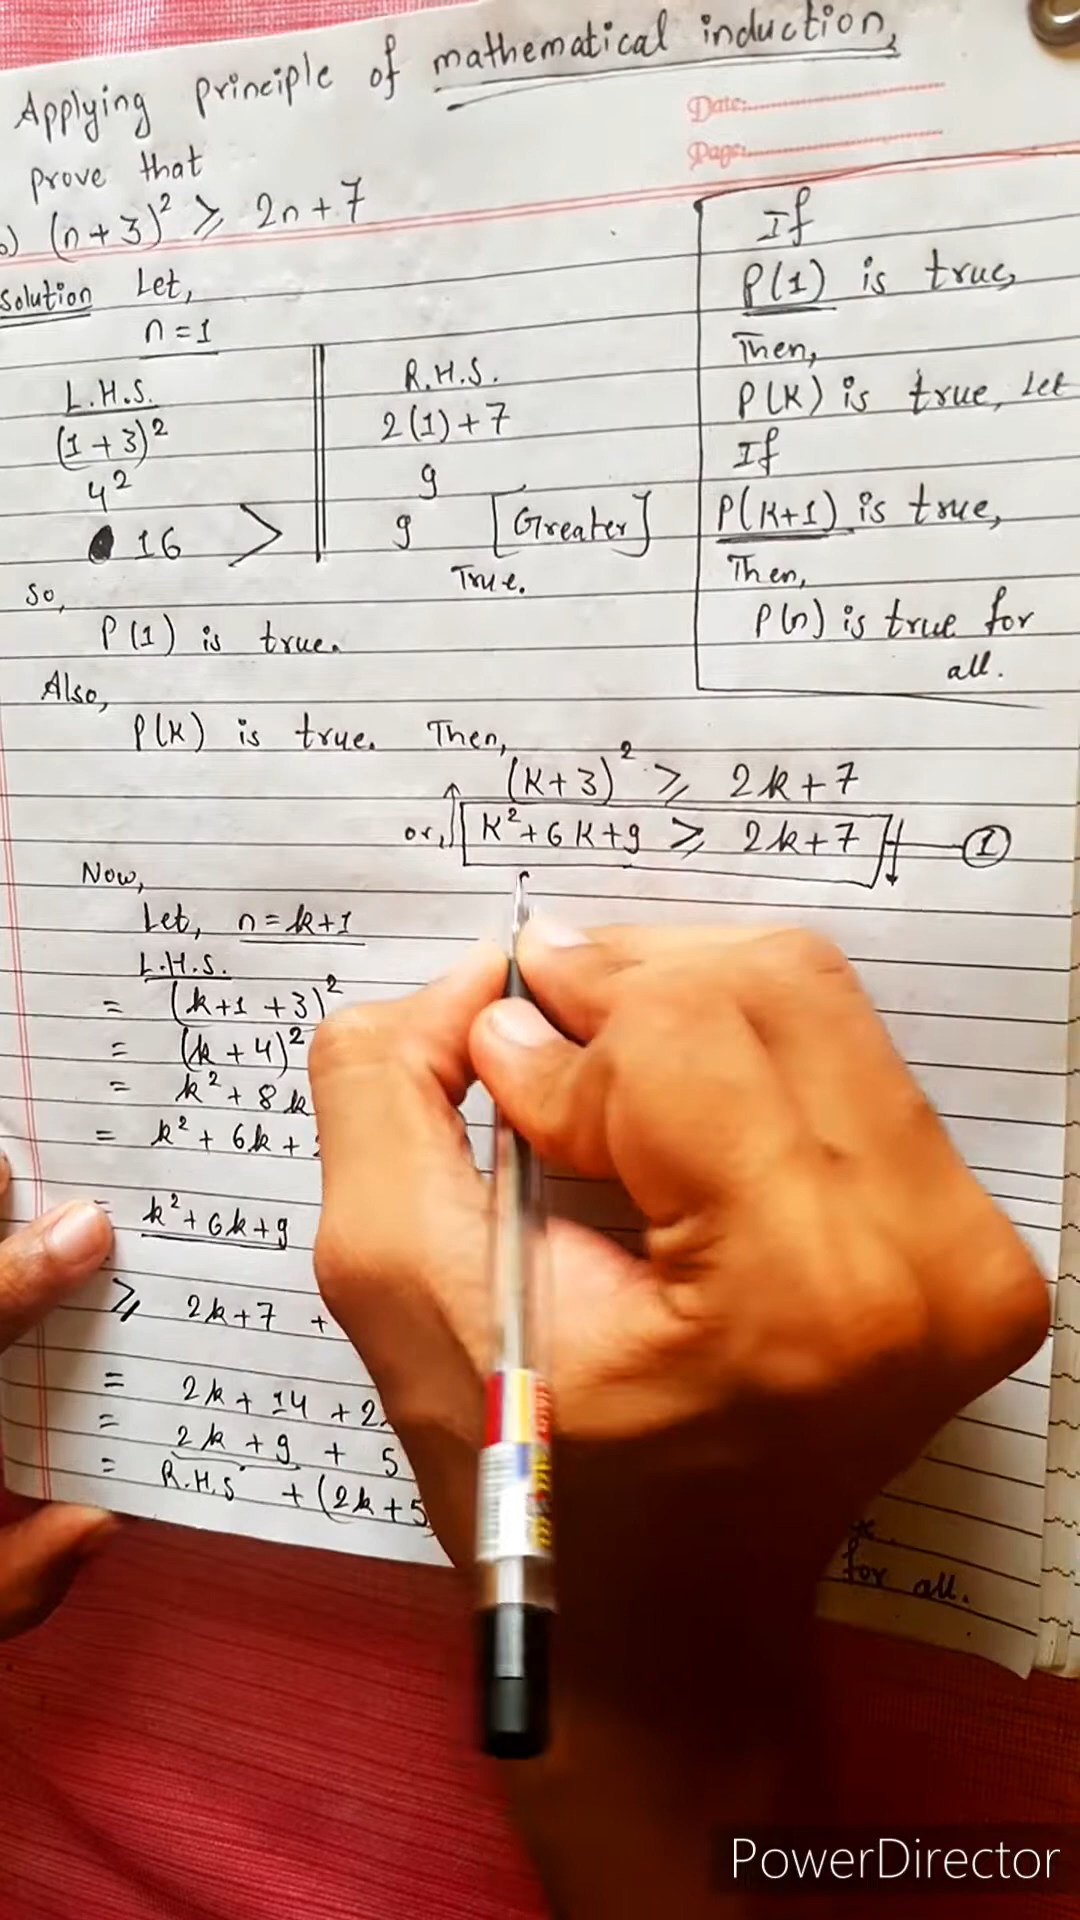 Applying principle of mathematical induction,
prove that
Date:
Page:
b) (n+3)² ≥ 2n+7
Solution Let,
n=1
L.H.S.
(1+3)²
4²
16 >
R.H.S.
2(1)+7
9
9 [Greater]
True.
So,
P(1) is true.
If
P(1) is true,
Then,
P(K) is true, Let
If
P(K+1) is true,
Then,
P(n) is true for
all.
Also,
P(K) is true. Then,
(K+3)² ≥ 2k+7
or, K²+6K+9 ≥ 2k+7 ①
Now,
Let, n=k+1
L.H.S.
= (k+1+3)²
= (k+4)²
= k²+8k
= k²+6k+
= k²+6k+9
≥ 2k+7 +
= 2k+14+2
= 2k+9 + 5
= R.H.S + (2k+5
for all.
PowerDirector